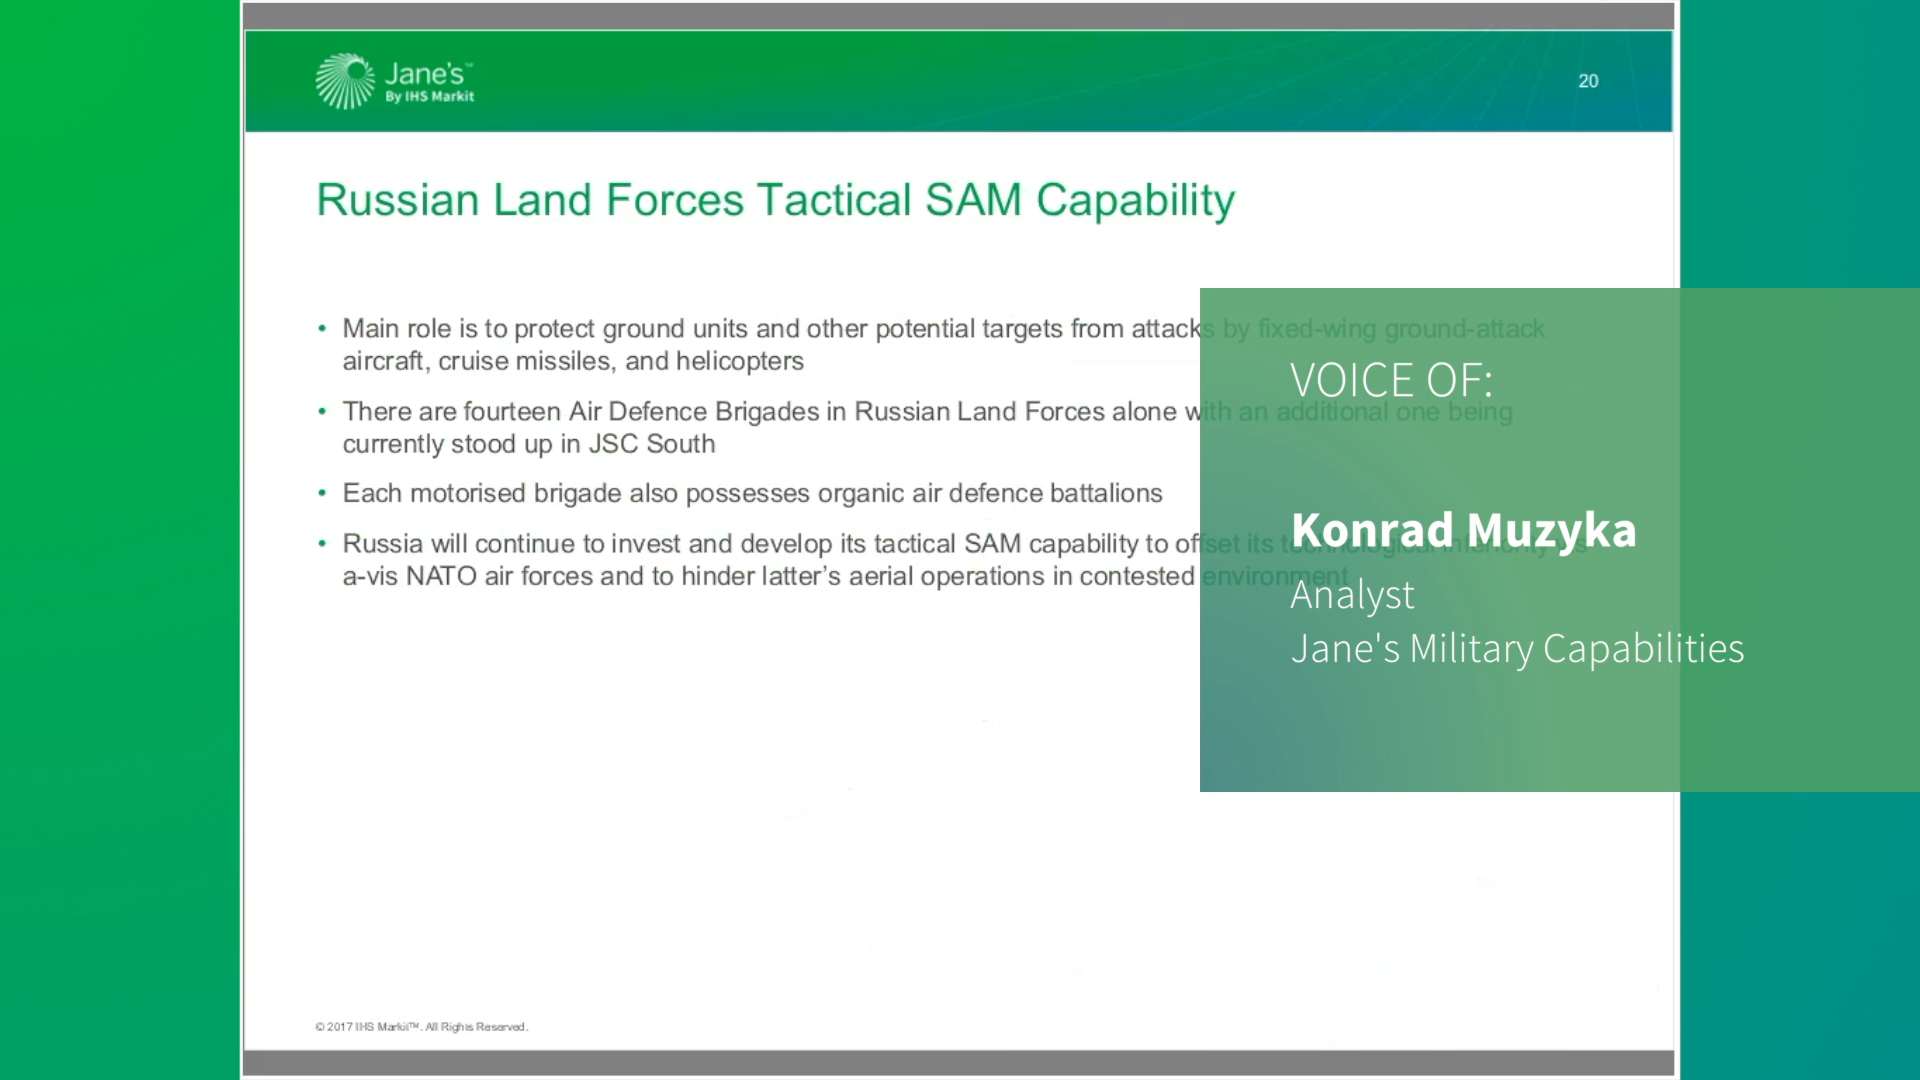 Jane's™
By IHS Markit
20
Russian Land Forces Tactical SAM Capability
• Main role is to protect ground units and other potential targets from attacks by fixed-wing ground-attack
aircraft, cruise missiles, and helicopters
• There are fourteen Air Defence Brigades in Russian Land Forces alone with an additional one being
currently stood up in JSC South
• Each motorised brigade also possesses organic air defence battalions
• Russia will continue to invest and develop its tactical SAM capability to offset its technological inferiority
a-vis NATO air forces and to hinder latter’s aerial operations in contested environment
VOICE OF:
Konrad Muzyka
Analyst
Jane's Military Capabilities
© 2017 IHS Markit™. All Rights Reserved.